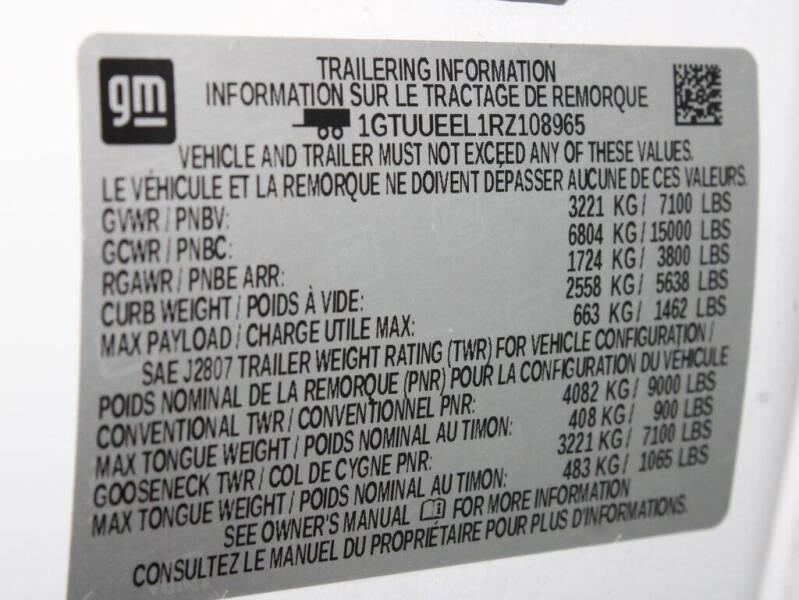 gm
TRAILERING INFORMATION
INFORMATION SUR LE TRACTAGE DE REMORQUE
1GTUUEEL1RZ108965
VEHICLE AND TRAILER MUST NOT EXCEED ANY OF THESE VALUES.
LE VÉHICULE ET LA REMORQUE NE DOIVENT DÉPASSER AUCUNE DE CES VALEURS.
GVWR / PNBV: 3221 KG / 7100 LBS
GCWR / PNBC: 6804 KG / 15000 LBS
RGAWR / PNBE ARR: 1724 KG / 3800 LBS
CURB WEIGHT / POIDS À VIDE: 2558 KG / 5638 LBS
MAX PAYLOAD / CHARGE UTILE MAX: 663 KG / 1462 LBS
SAE J2807 TRAILER WEIGHT RATING (TWR) FOR VEHICLE CONFIGURATION /
POIDS NOMINAL DE LA REMORQUE (PNR) POUR LA CONFIGURATION DU VÉHICULE
CONVENTIONAL TWR / CONVENTIONNEL PNR: 4082 KG / 9000 LBS
MAX TONGUE WEIGHT / POIDS NOMINAL AU TIMON: 408 KG / 900 LBS
GOOSENECK TWR / COL DE CYGNE PNR: 3221 KG / 7100 LBS
MAX TONGUE WEIGHT / POIDS NOMINAL AU TIMON: 483 KG / 1065 LBS
SEE OWNER'S MANUAL FOR MORE INFORMATION
CONSULTEZ LE MANUEL DU PROPRIÉTAIRE POUR PLUS D'INFORMATIONS.